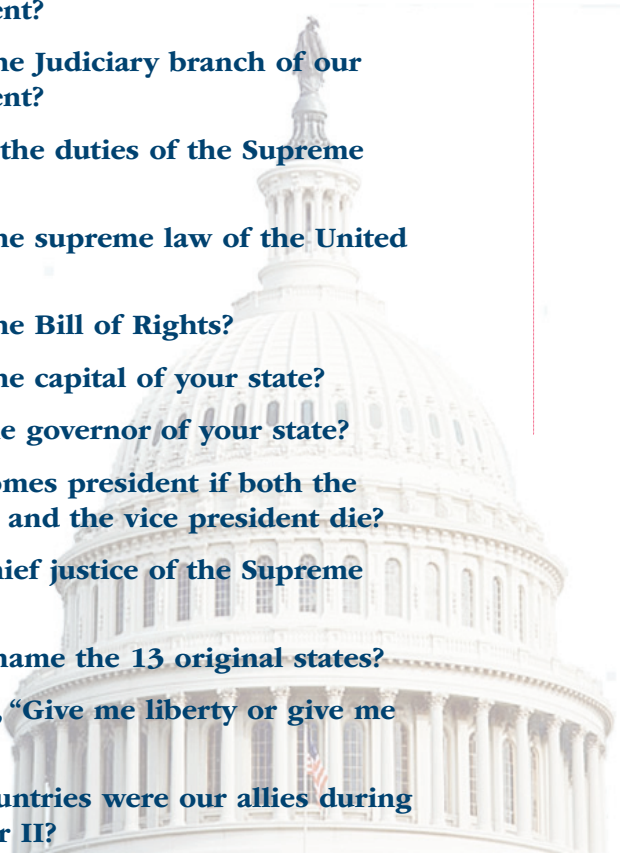 ent?
he Judiciary branch of our
ent?
the duties of the Supreme
he supreme law of the United
he Bill of Rights?
he capital of your state?
e governor of your state?
omes president if both the
and the vice president die?
hief justice of the Supreme
name the 13 original states?
, “Give me liberty or give me
untries were our allies during
r II?